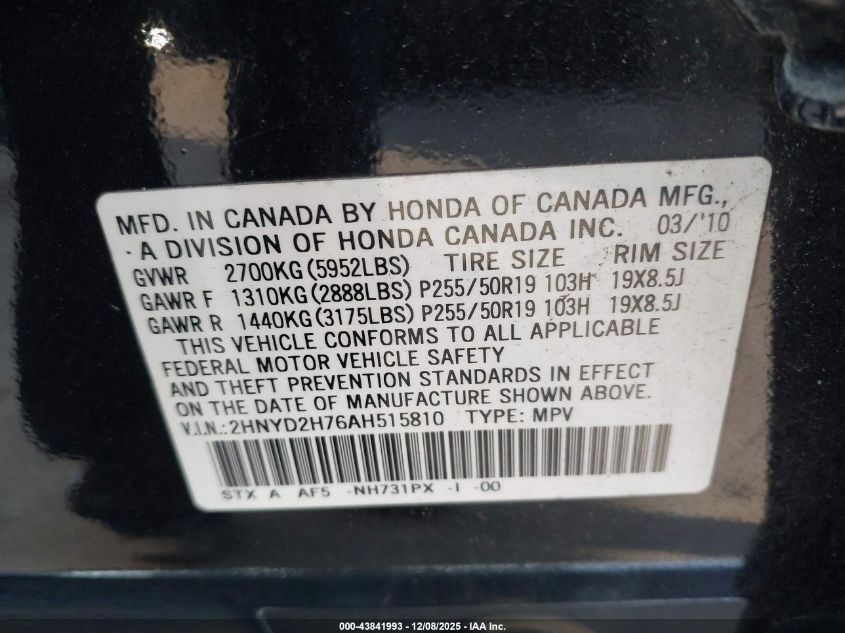 MFD. IN CANADA BY HONDA OF CANADA MFG.,
A DIVISION OF HONDA CANADA INC. 03/'10
GVWR 2700KG(5952LBS) TIRE SIZE RIM SIZE
GAWR F 1310KG(2888LBS) P255/50R19 103H 19X8.5J
GAWR R 1440KG(3175LBS) P255/50R19 103H 19X8.5J
THIS VEHICLE CONFORMS TO ALL APPLICABLE
FEDERAL MOTOR VEHICLE SAFETY
AND THEFT PREVENTION STANDARDS IN EFFECT
ON THE DATE OF MANUFACTURE SHOWN ABOVE.
V.I.N.:2HNYD2H76AH515810 TYPE: MPV
STX A AF5 -NH731PX -I -00
000-43841993 - 12/08/2025 - IAA Inc.